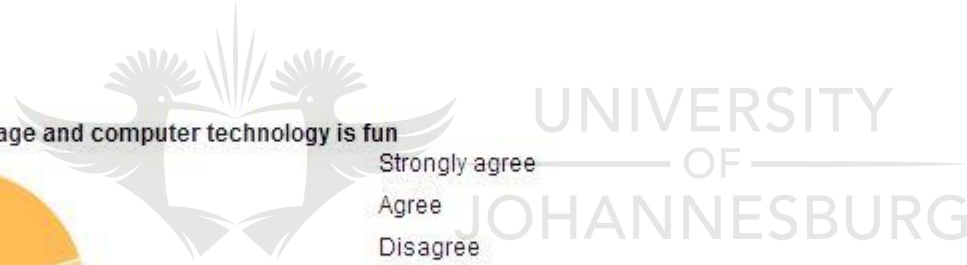 age and computer technology is fun
Strongly agree
Agree
Disagree
UNIVERSITY
OF
JOHANNESBURG